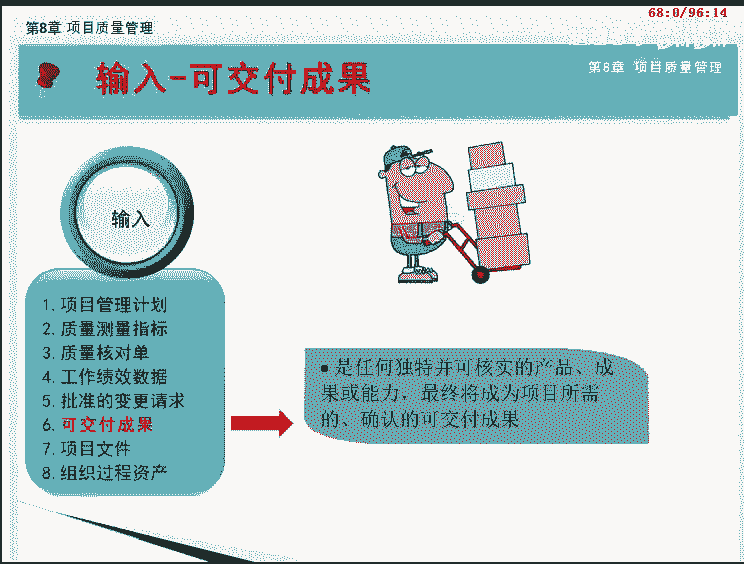 68:0/96:14
第8章 项目质量管理
输入-可交付成果
第8章 项目质量管理
输入
1. 项目管理计划
2. 质量测量指标
3. 质量核对单
4. 工作绩效数据
5. 批准的变更请求
6. 可交付成果
7. 项目文件
8. 组织过程资产
▪ 是任何独特并可核实的产品、成
果或能力，最终将成为项目所需
的、确认的可交付成果